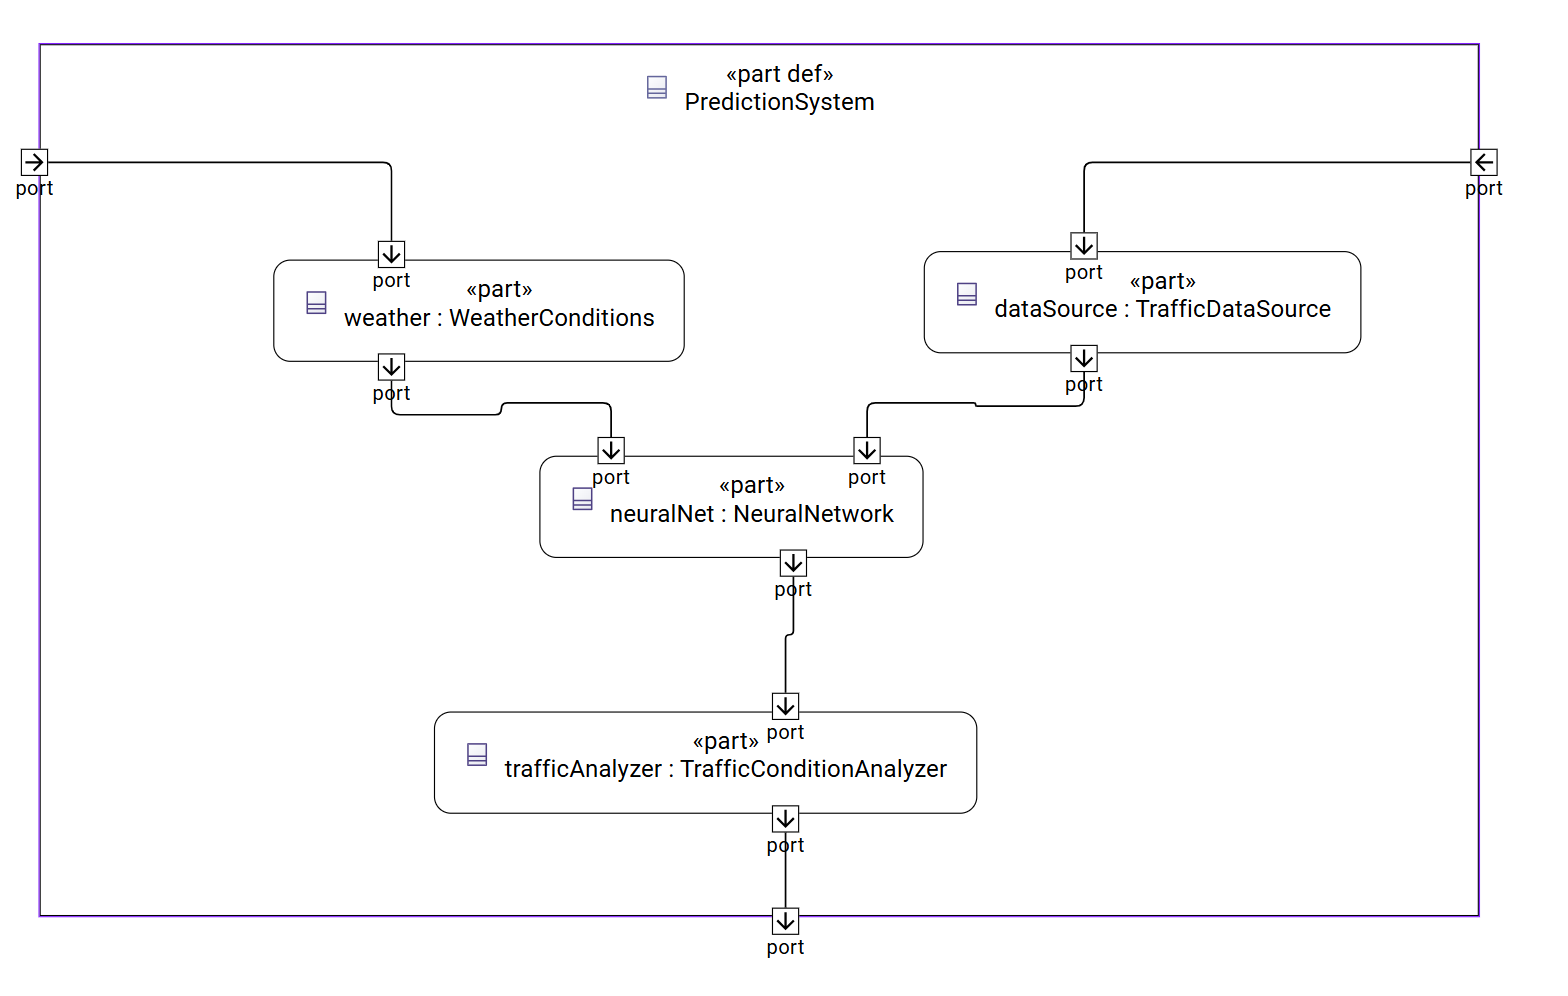 «part def»
PredictionSystem
port
port
port
«part»
weather : WeatherConditions
port
port
«part»
dataSource : TrafficDataSource
port
port
port
«part»
neuralNet : NeuralNetwork
port
port
«part»
trafficAnalyzer : TrafficConditionAnalyzer
port
port